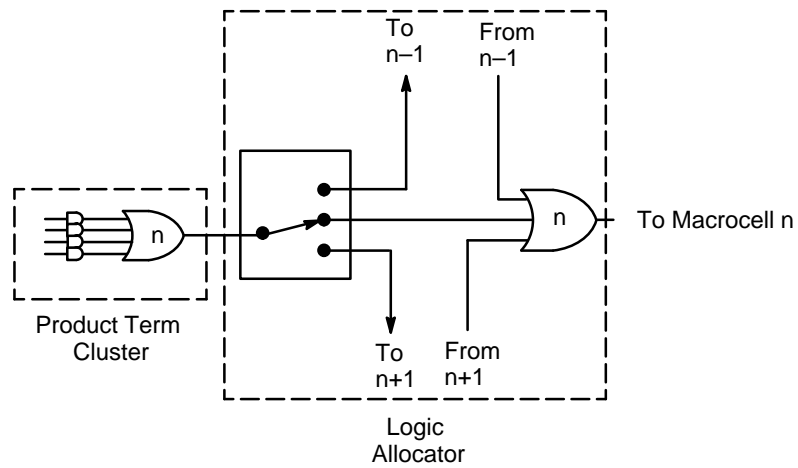 To
n–1
From
n–1
n
n
To Macrocell n
Product Term
Cluster
To
n+1
From
n+1
Logic
Allocator